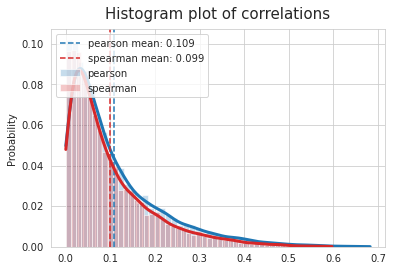 Histogram plot of correlations
pearson mean: 0.109
spearman mean: 0.099
pearson
spearman
Probability
0.10
0.08
0.06
0.04
0.02
0.00
0.0 0.1 0.2 0.3 0.4 0.5 0.6 0.7